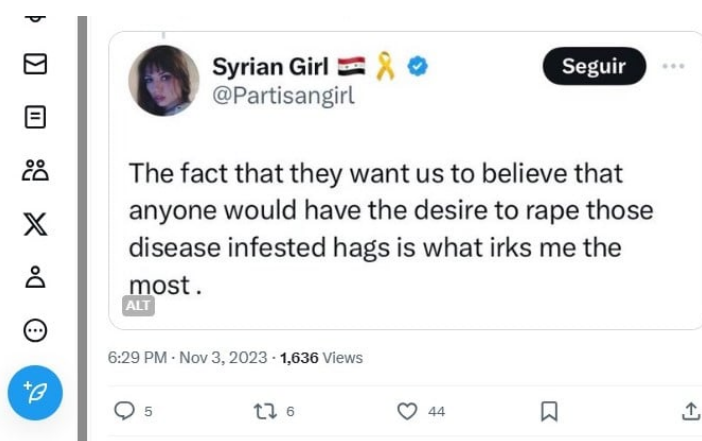 Syrian Girl
Seguir
@Partisangirl
The fact that they want us to believe that
anyone would have the desire to rape those
disease infested hags is what irks me the
most .
ALT
6:29 PM · Nov 3, 2023 · 1,636 Views
5
6
44